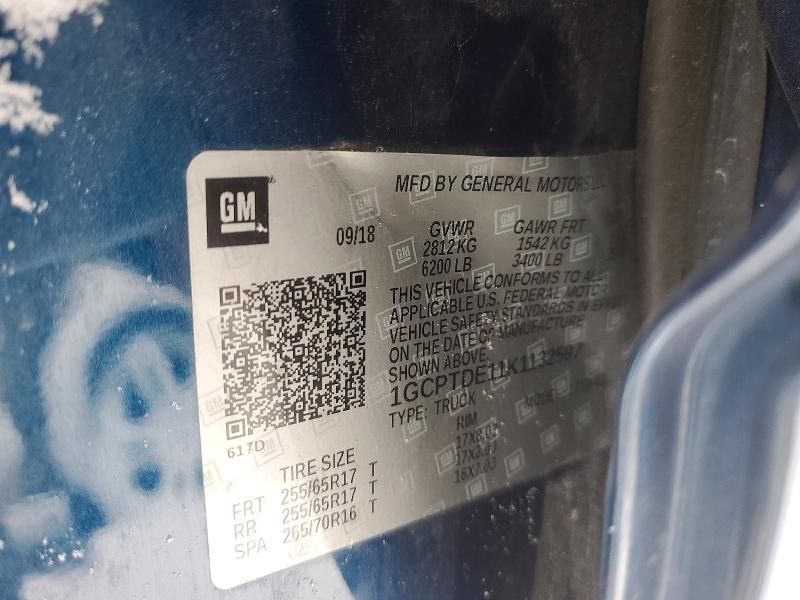 GM
MFD BY GENERAL MOTORS LLC
09/18
GVWR GAWR FRT
2812 KG 1542 KG
6200 LB 3400 LB
THIS VEHICLE CONFORMS TO ALL
APPLICABLE U.S. FEDERAL MOTOR
VEHICLE SAFETY STANDARDS IN EFFECT
ON THE DATE OF MANUFACTURE
SHOWN ABOVE.
1GCPTDE11K1132597
TYPE: TRUCK MODEL:
617D
TIRE SIZE RIM
FRT 255/65R17 T 17X8.0J
RR 255/65R17 T 17X8.0J
SPA 265/70R16 T 16X7.0J